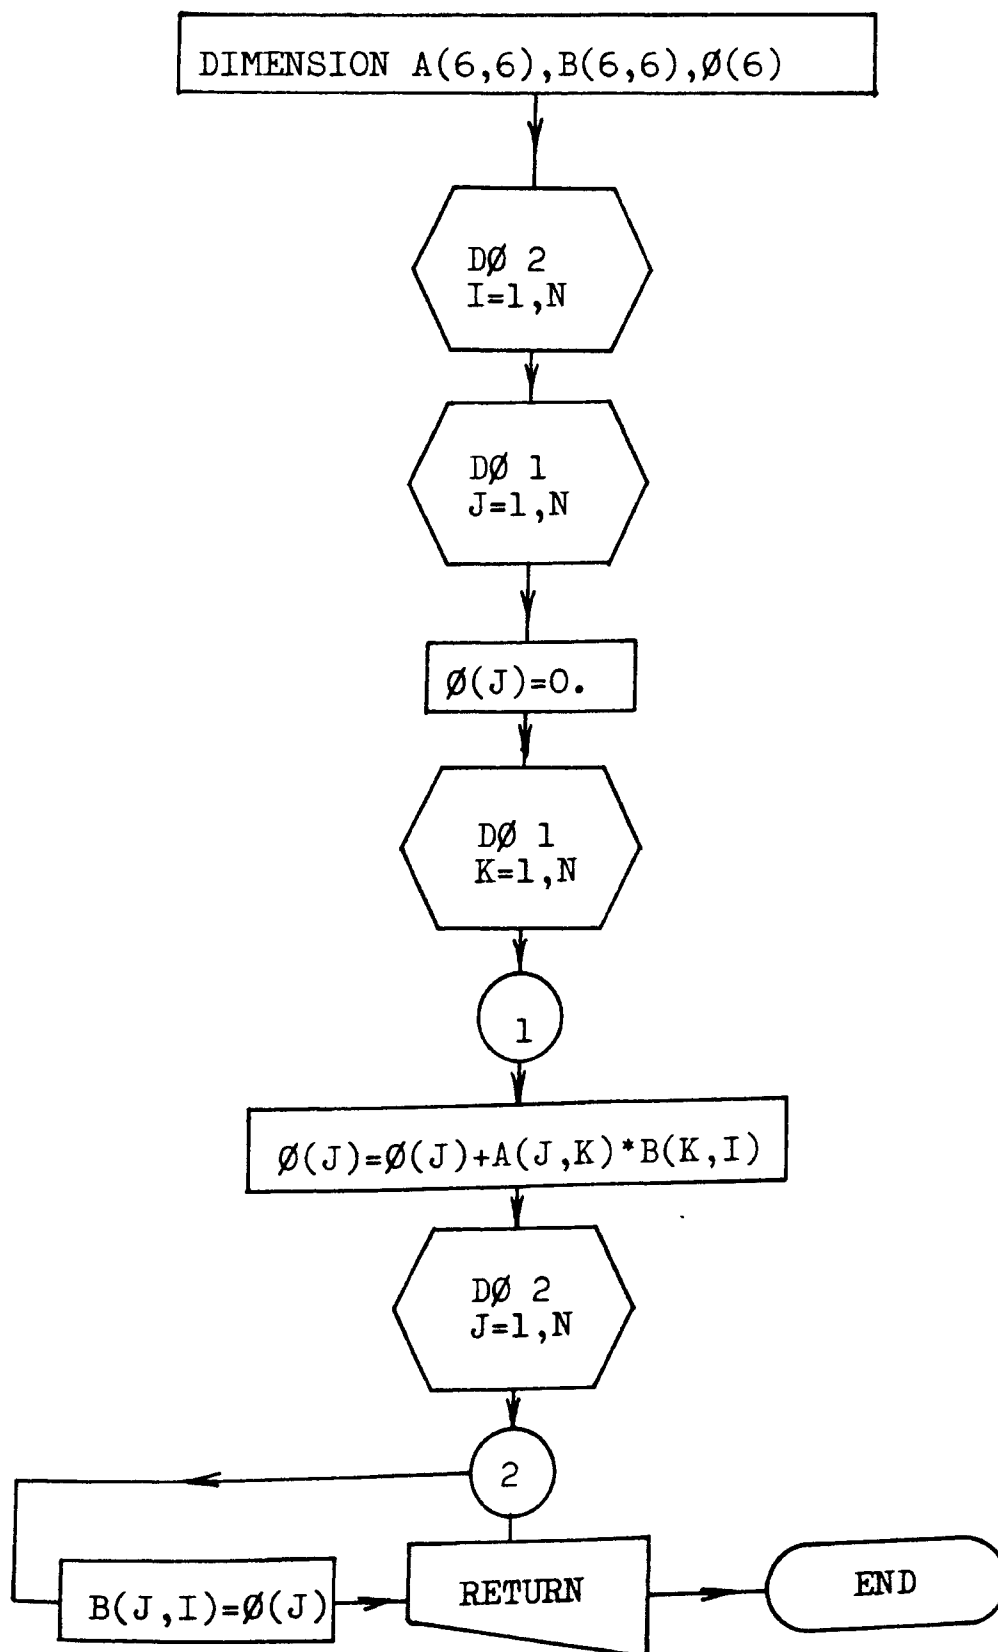 DIMENSION A(6,6),B(6,6),Ø(6)
DØ 2
I=1,N
DØ 1
J=1,N
Ø(J)=0.
DØ 1
K=1,N
1
Ø(J)=Ø(J)+A(J,K)*B(K,I)
DØ 2
J=1,N
2
B(J,I)=Ø(J)
RETURN
END